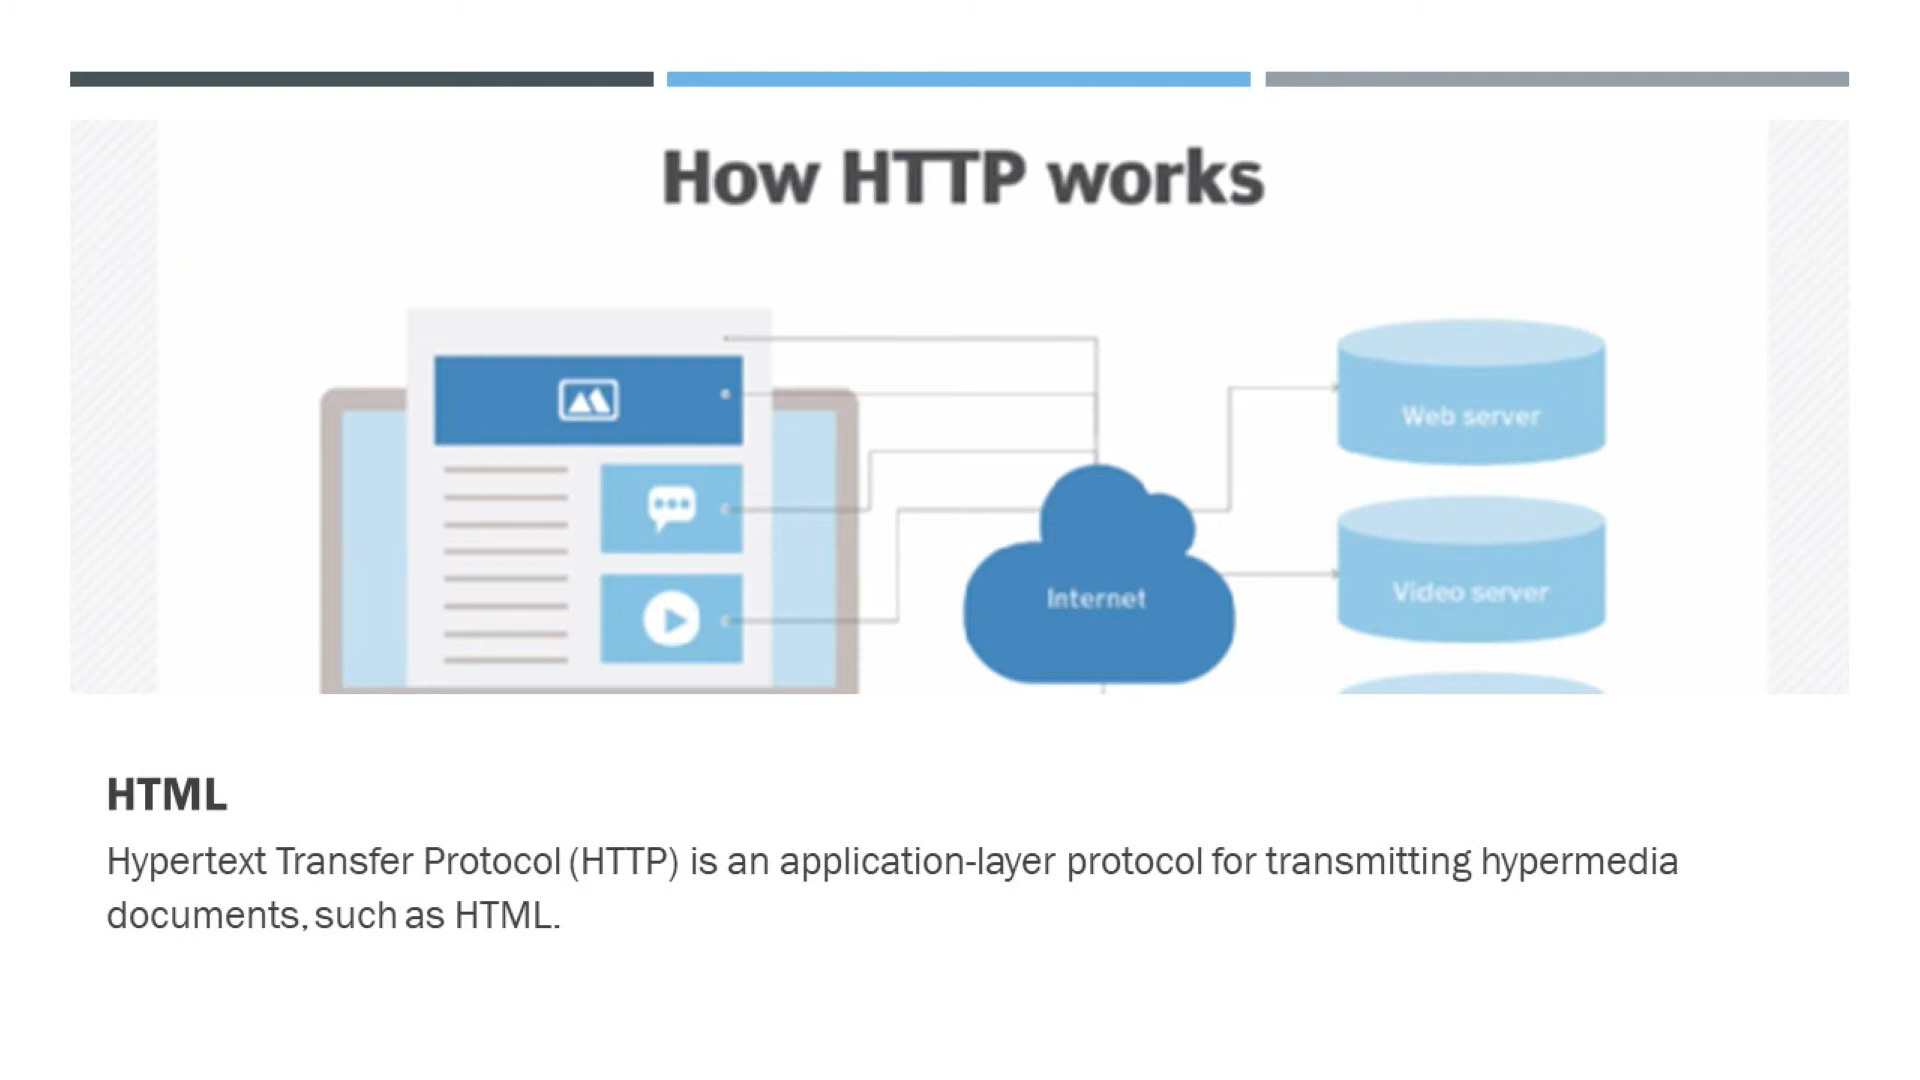 How HTTP works
Web server
Video server
Internet
HTML
Hypertext Transfer Protocol (HTTP) is an application-layer protocol for transmitting hypermedia
documents, such as HTML.